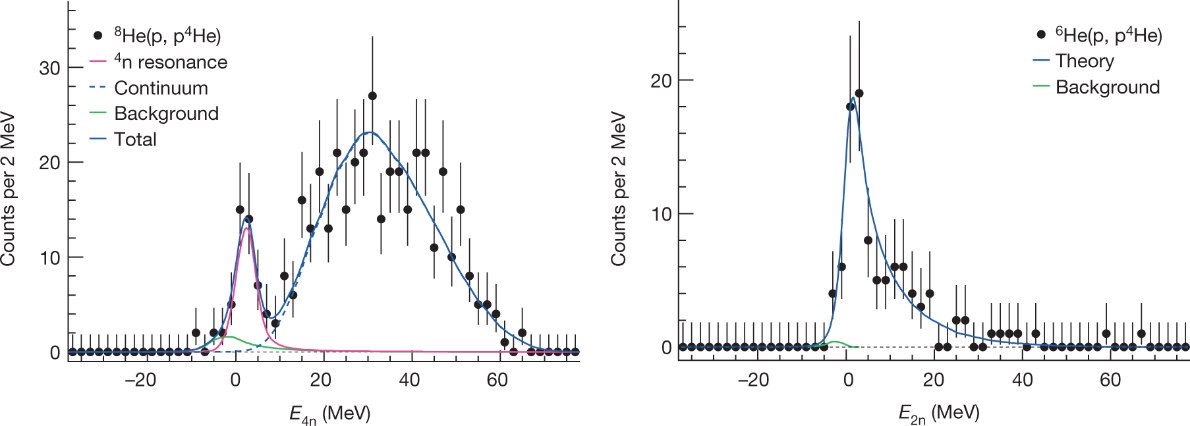 ⁸He(p, p⁴He)
⁴n resonance
Continuum
Background
Total
Counts per 2 MeV
30
20
10
0
−20 0 20 40 60
E₄ₙ (MeV)
⁶He(p, p⁴He)
Theory
Background
Counts per 2 MeV
20
10
0
−20 0 20 40 60
E₂ₙ (MeV)